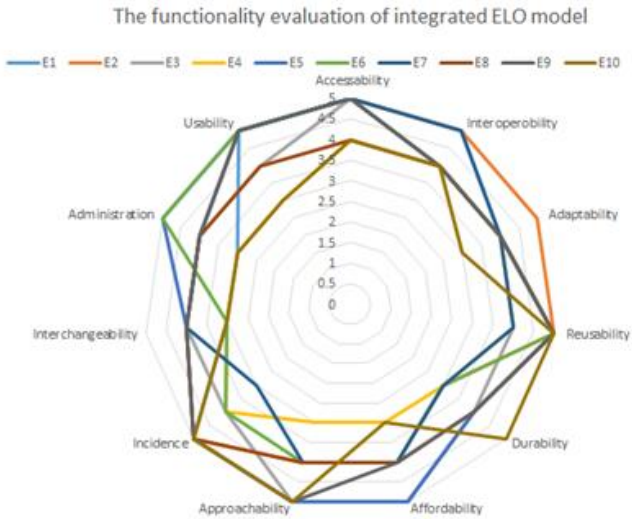 The functionality evaluation of integrated ELO model
E1 E2 E3 E4 E5 E6 E7 E8 E9 E10
Accessability
Usability
Interoperobility
Administration
Adaptability
Interchangeability
Reusability
Incidence
Durability
Approachability
Affordability
5
4.5
4
3.5
3
2.5
2
1.5
1
0.5
0